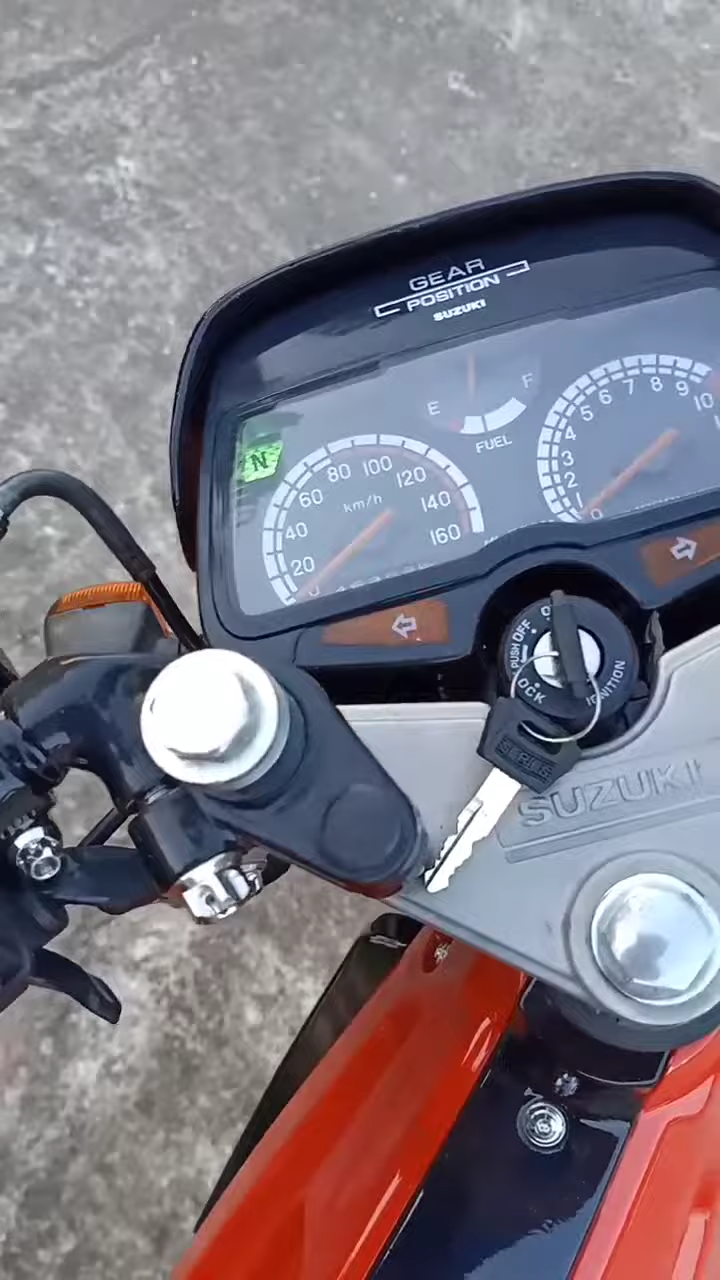 GEAR
POSITION
SUZUKI
E F
FUEL
N
20 40 60 80 100 120 140 160
km/h
0 1 2 3 4 5 6 7 8 9 10
PUSH OFF
IGNITION
SUZUKI